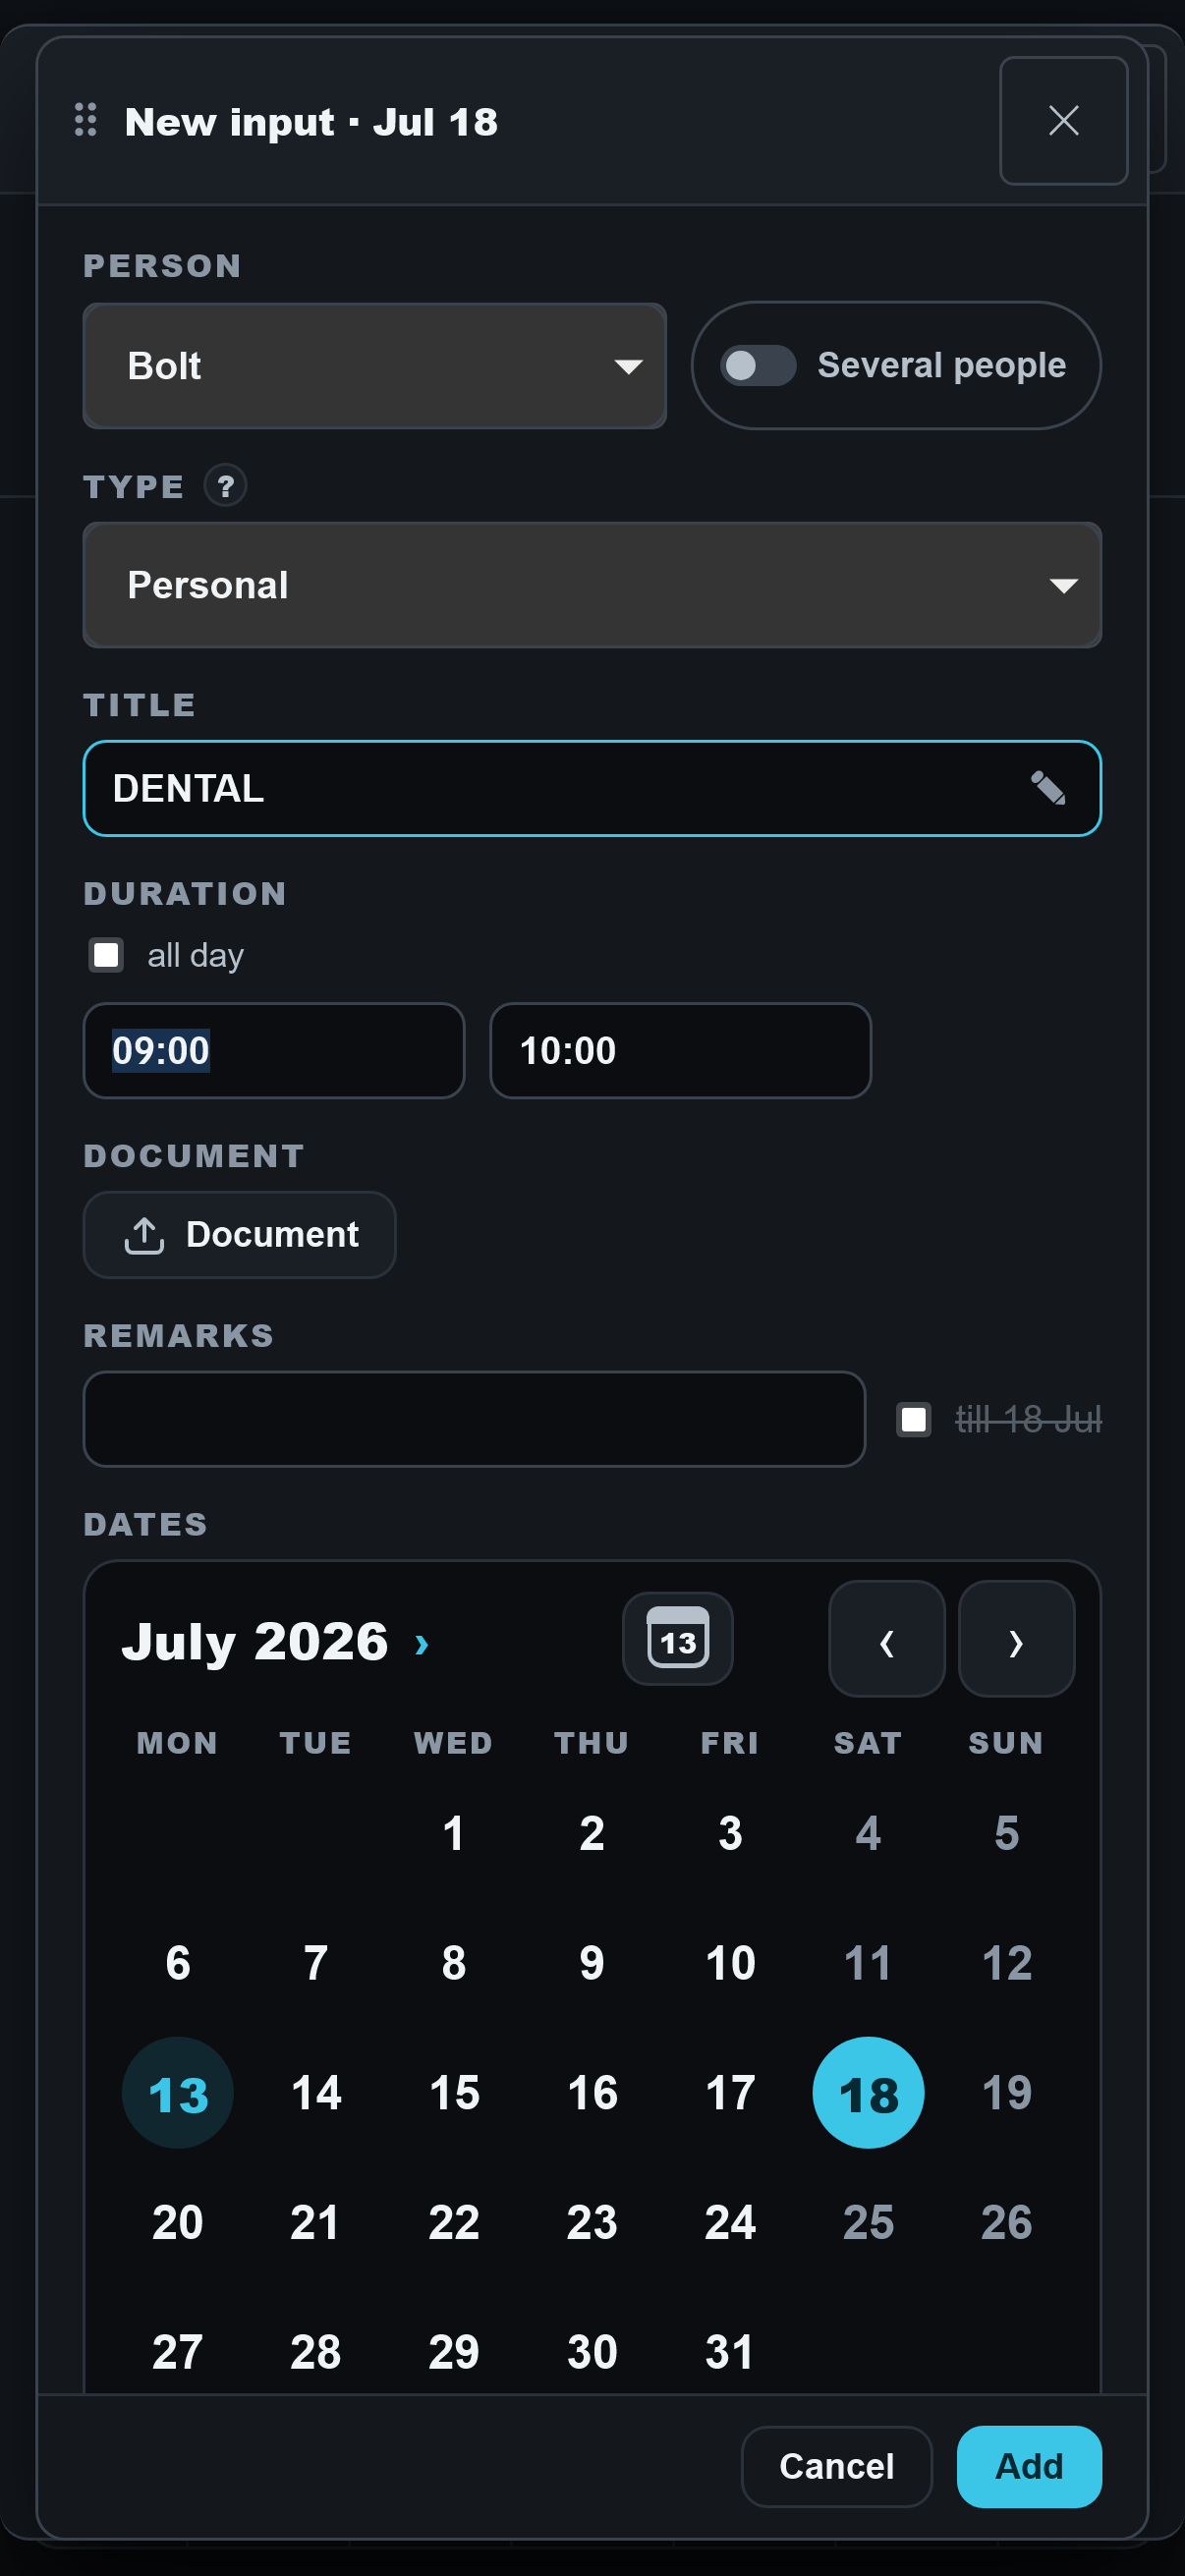 New input · Jul 18
PERSON
Bolt
Several people
TYPE ?
Personal
TITLE
DENTAL
DURATION
all day
09:00 10:00
DOCUMENT
Document
REMARKS
till 18 Jul
DATES
July 2026 › 13 ‹ ›
MON TUE WED THU FRI SAT SUN
1 2 3 4 5
6 7 8 9 10 11 12
13 14 15 16 17 18 19
20 21 22 23 24 25 26
27 28 29 30 31
Cancel Add